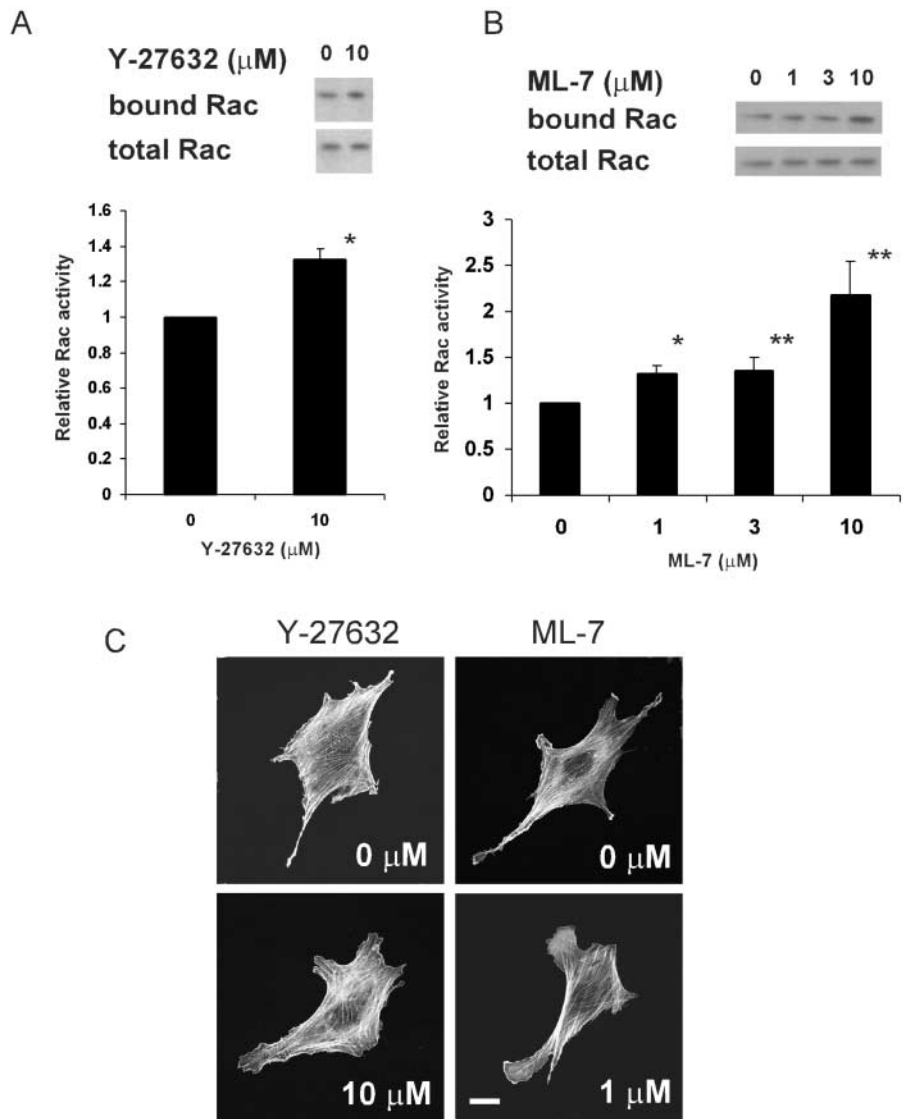 A
Y-27632 (μM) 0 10
bound Rac
total Rac
Relative Rac activity
1.6
1.4
1.2
1
0.8
0.6
0.4
0.2
0
*
0 10
Y-27632 (μM)
B
ML-7 (μM) 0 1 3 10
bound Rac
total Rac
Relative Rac activity
3
2.5
2
1.5
1
0.5
0
* ** **
0 1 3 10
ML-7 (μM)
C
Y-27632 ML-7
0 μM 0 μM
10 μM 1 μM